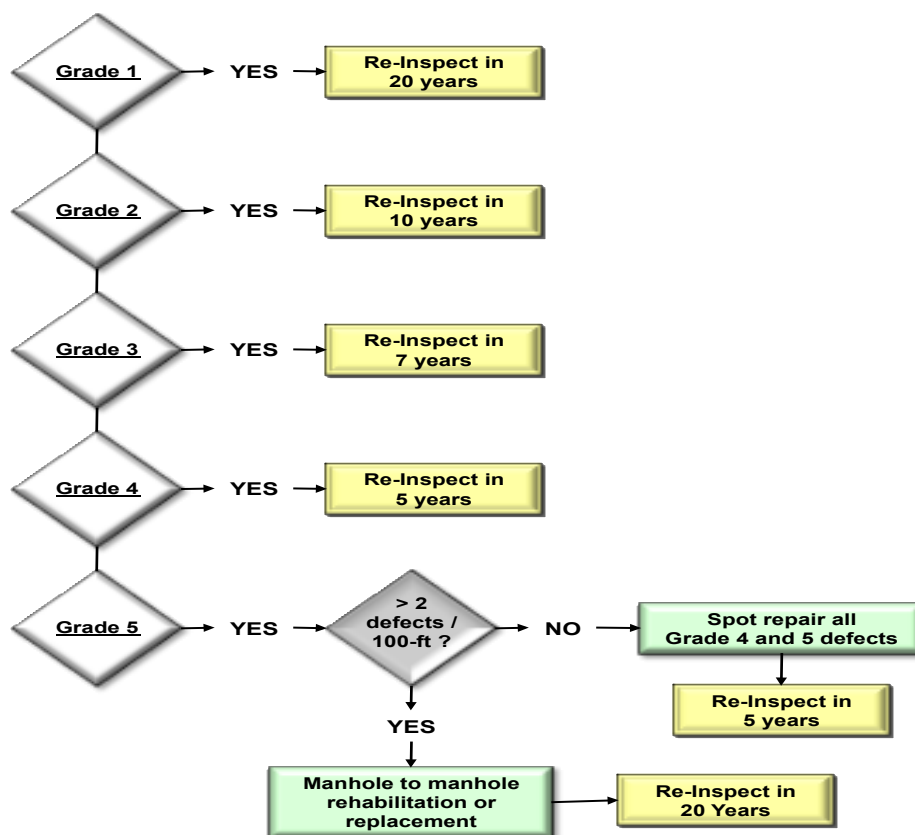 Grade 1
YES
Re-Inspect in
20 years
Grade 2
YES
Re-Inspect in
10 years
Grade 3
YES
Re-Inspect in
7 years
Grade 4
YES
Re-Inspect in
5 years
Grade 5
YES
> 2
defects /
100-ft ?
NO
Spot repair all
Grade 4 and 5 defects
Re-Inspect in
5 years
YES
Manhole to manhole
rehabilitation or
replacement
Re-Inspect in
20 Years